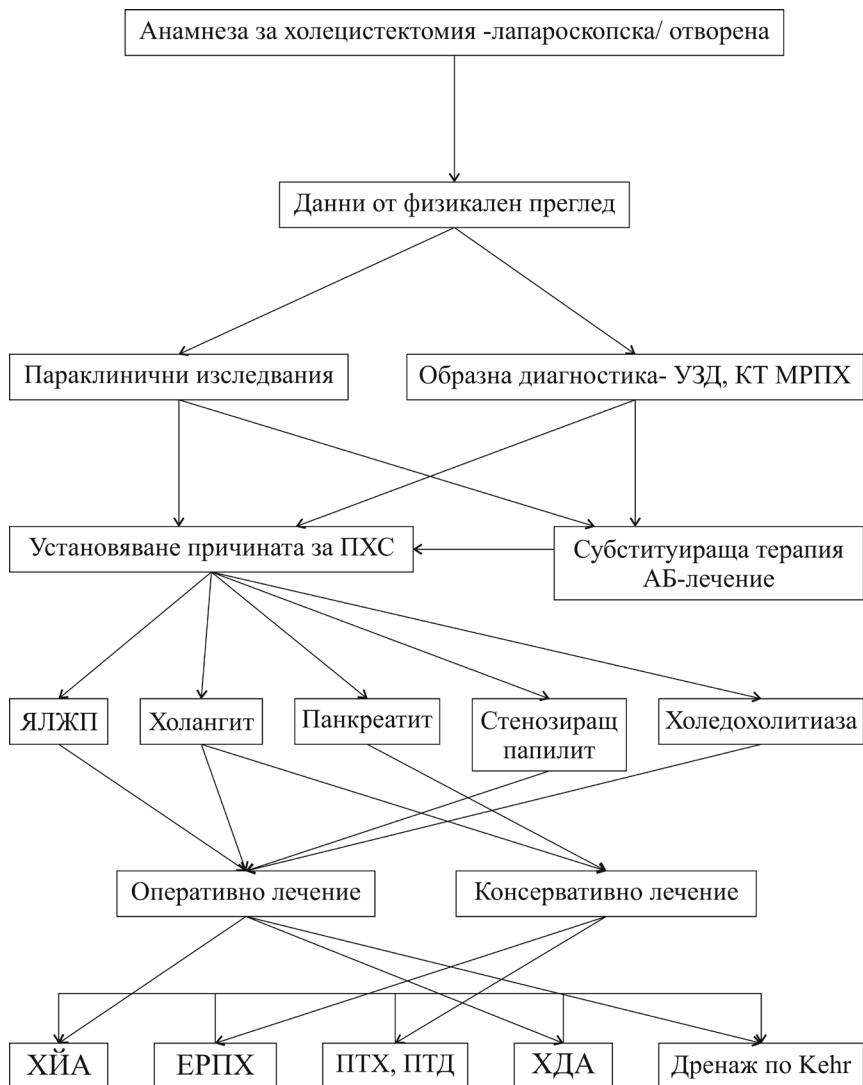 Анамнеза за холецистектомия -лапароскопска/ отворена
Данни от физикален преглед
Параклинични изследвания
Образна диагностика- УЗД, КТ МРПХ
Установяване причината за ПХС
Субституираща терапия
АБ-лечение
ЯЛЖП
Холангит
Панкреатит
Стенозиращ
папилит
Холедохолитиаза
Оперативно лечение
Консервативно лечение
ХЙА
ЕРПХ
ПТХ, ПТД
ХДА
Дренаж по Kehr